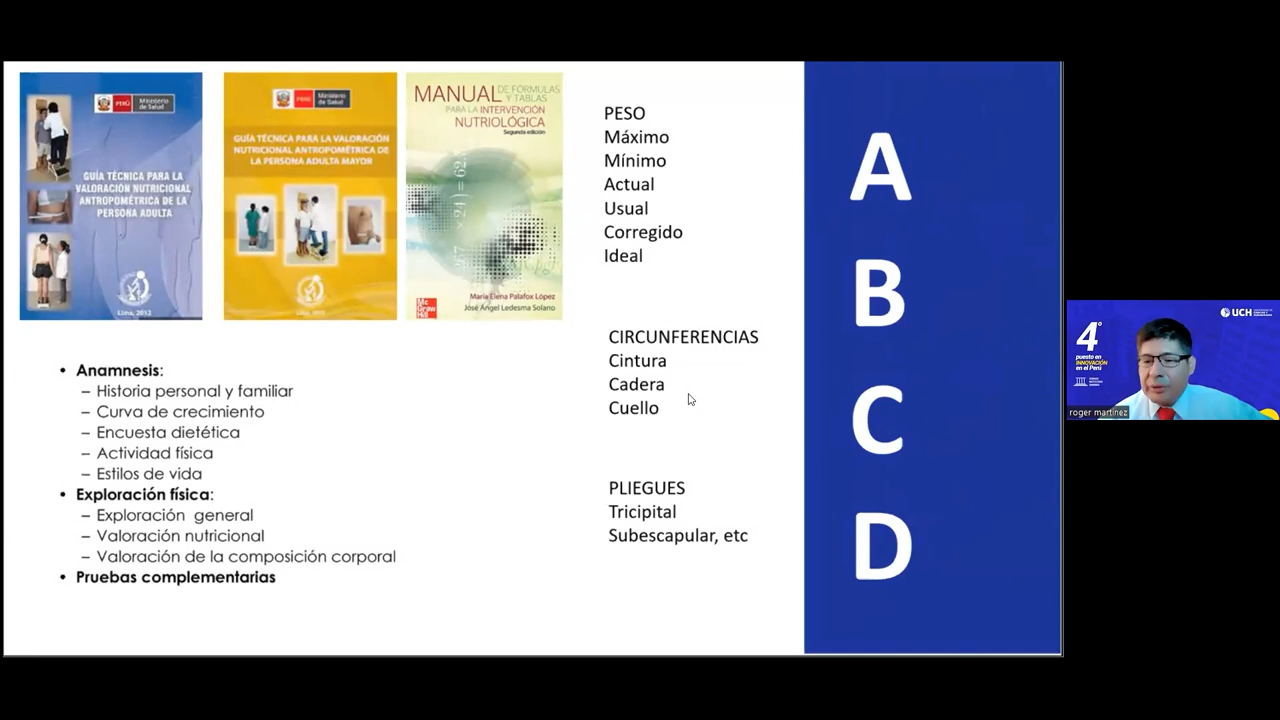 PERÚ Ministerio de Salud
GUÍA TÉCNICA PARA LA
VALORACIÓN NUTRICIONAL
ANTROPOMÉTRICA DE LA
PERSONA ADULTA
Lima, 2012
PERÚ Ministerio de Salud
GUÍA TÉCNICA PARA LA VALORACIÓN
NUTRICIONAL ANTROPOMÉTRICA DE
LA PERSONA ADULTA MAYOR
MANUAL DE FÓRMULAS
Y TABLAS
PARA LA INTERVENCIÓN
NUTRIOLÓGICA
Segunda edición
María Elena Palafox López
José Ángel Ledesma Solano
Mc
Graw
Hill
• Anamnesis:
– Historia personal y familiar
– Curva de crecimiento
– Encuesta dietética
– Actividad física
– Estilos de vida
• Exploración física:
– Exploración general
– Valoración nutricional
– Valoración de la composición corporal
• Pruebas complementarias
PESO
Máximo
Mínimo
Actual
Usual
Corregido
Ideal
CIRCUNFERENCIAS
Cintura
Cadera
Cuello
PLIEGUES
Tricipital
Subescapular, etc
A
B
C
D
UCH
4°
puesto en
INNOVACIÓN
en el Perú
roger martinez